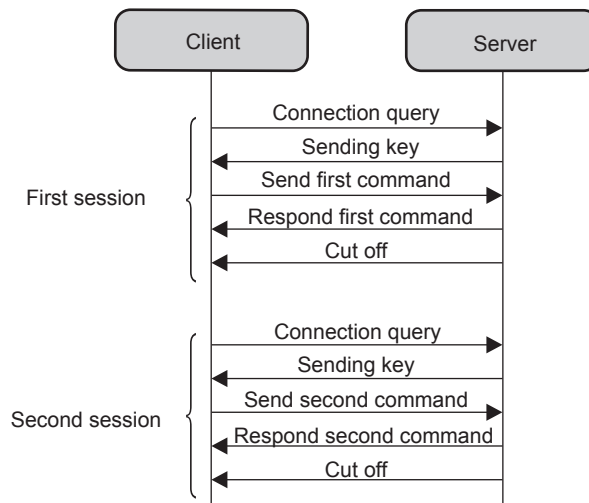 Client
Server
Connection query
Sending key
Send first command
First session
Respond first command
Cut off
Connection query
Sending key
Send second command
Second session
Respond second command
Cut off